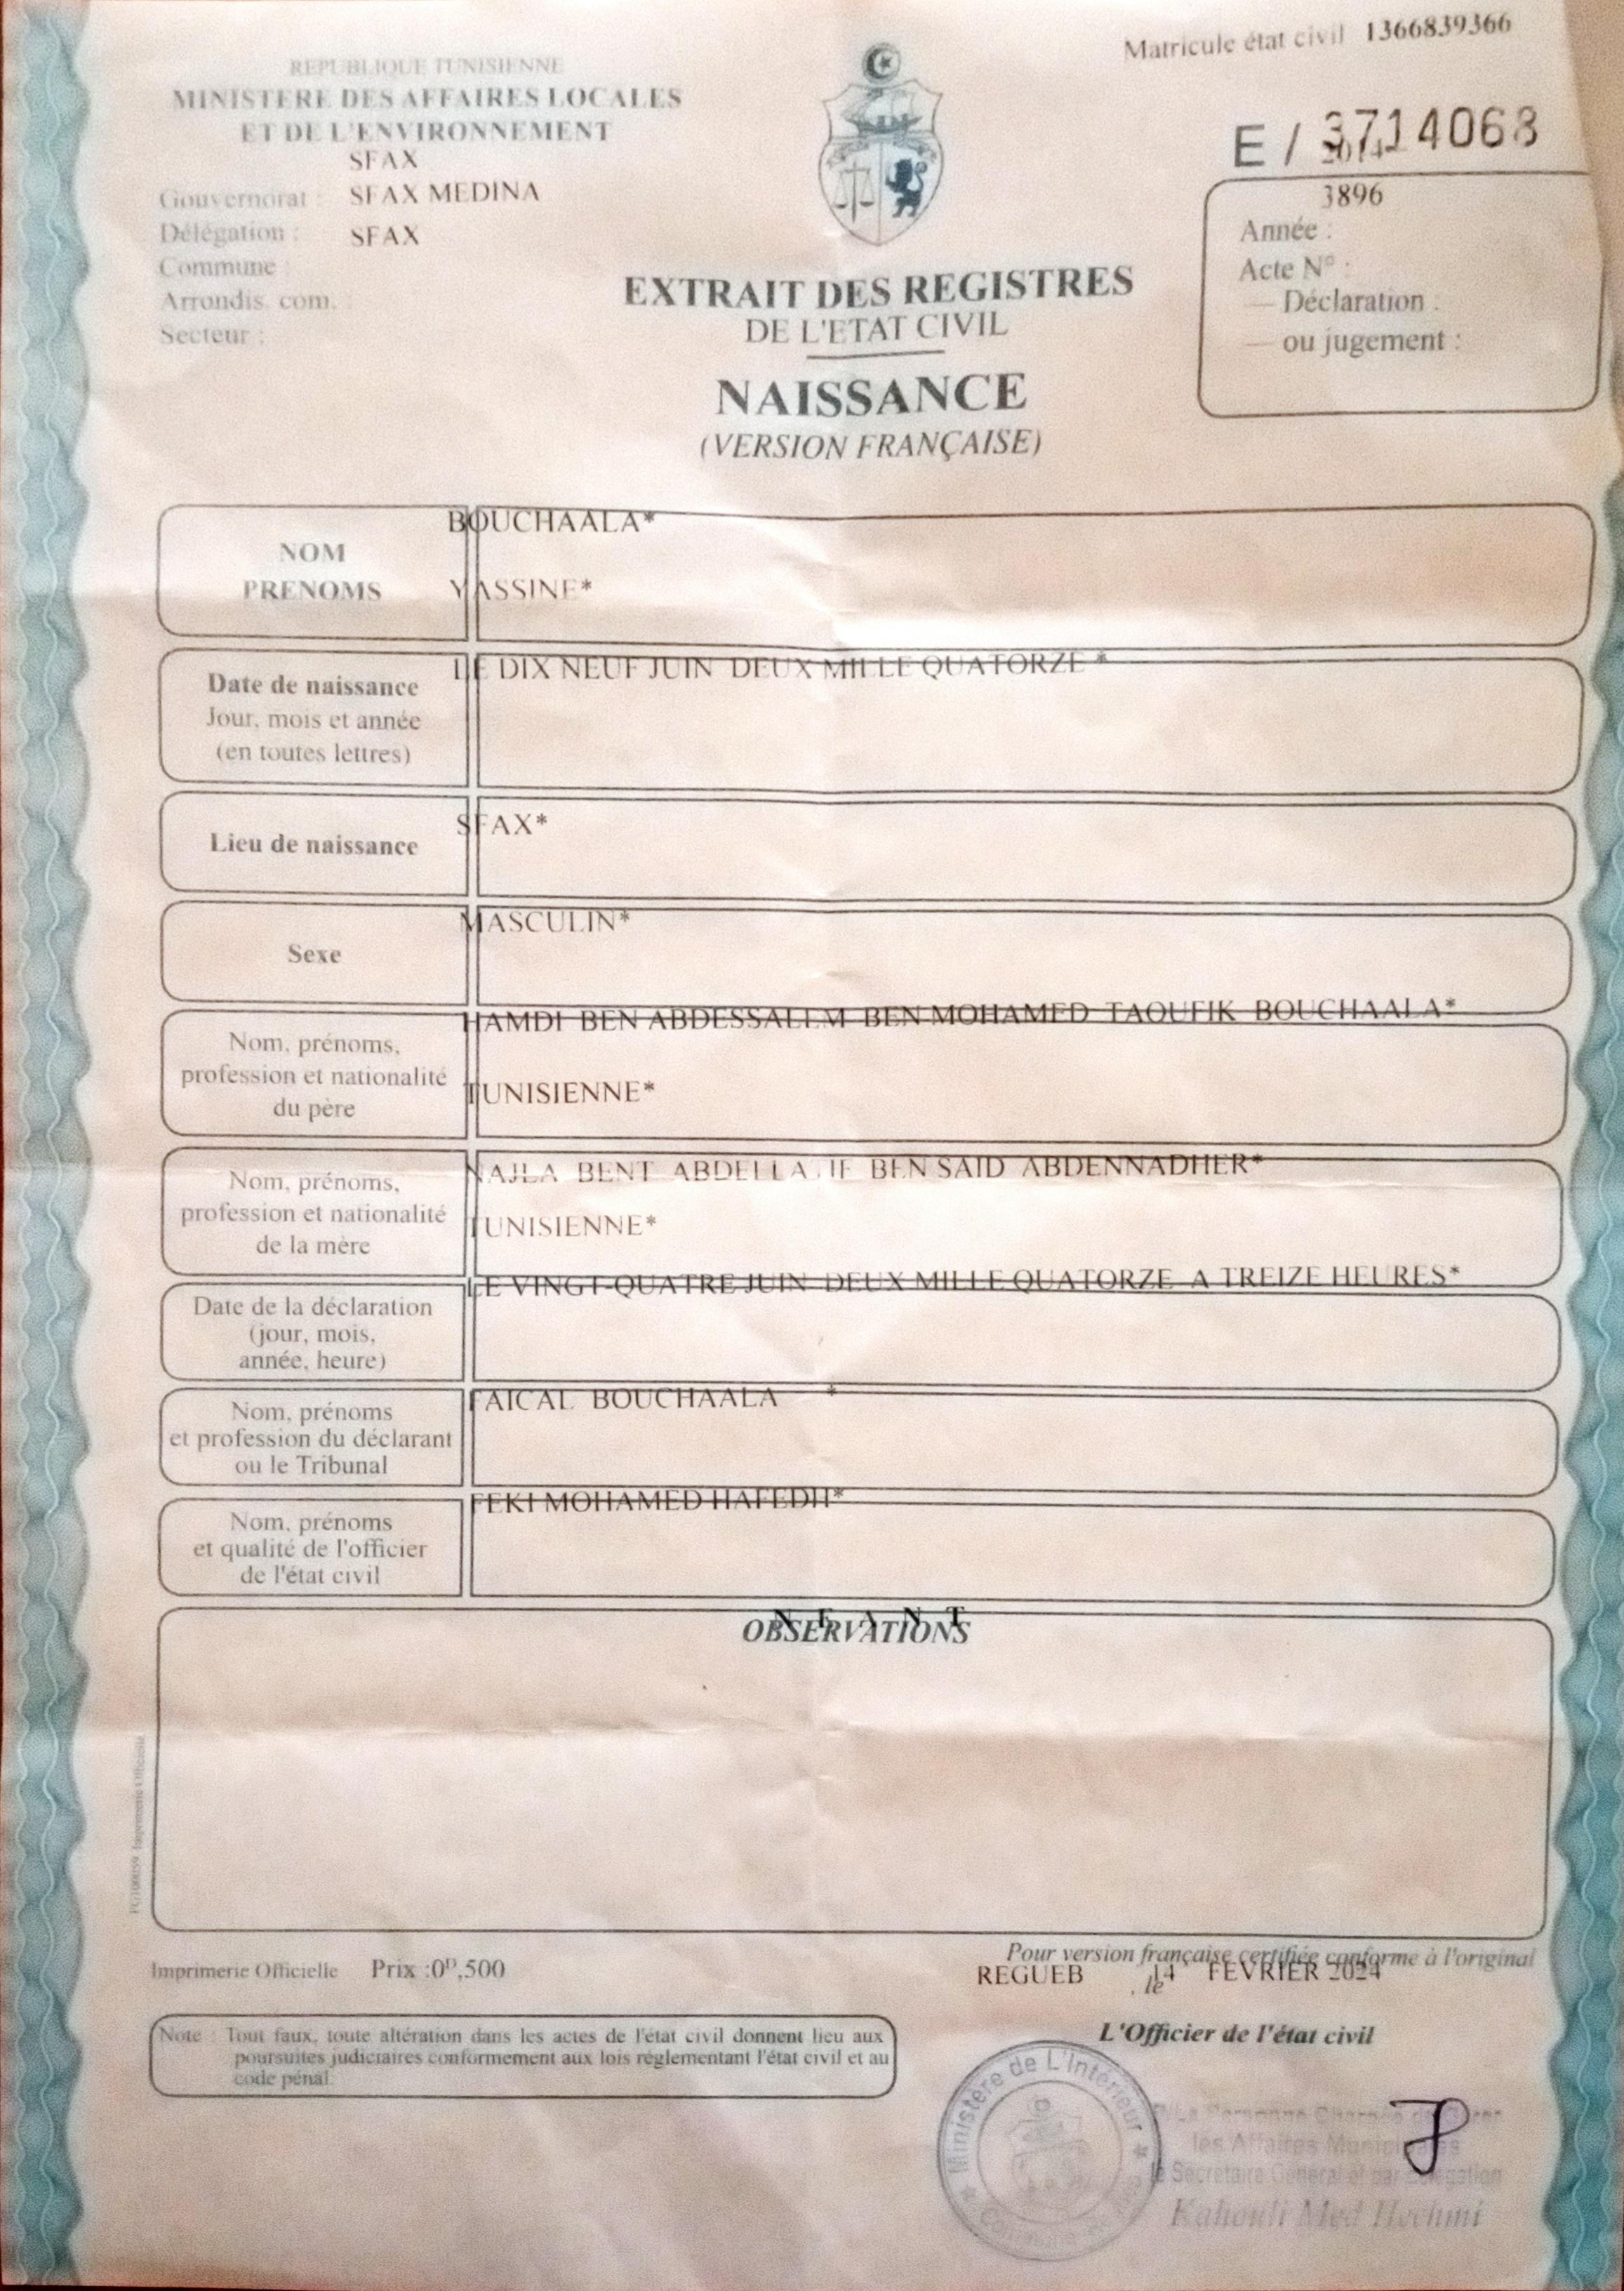 Matricule état civil 1366839366
REPUBLIQUE TUNISIENNE
MINISTERE DES AFFAIRES LOCALES
ET DE L'ENVIRONNEMENT
SFAX
Gouvernorat : SFAX MEDINA
Délégation : SFAX
Commune :
Arrondis. com. :
Secteur :
E / 3714068
2014
3896
Année :
Acte N° :
— Déclaration :
— ou jugement :
EXTRAIT DES REGISTRES
DE L'ETAT CIVIL
NAISSANCE
(VERSION FRANÇAISE)
NOM
PRENOMS
BOUCHAALA*
YASSINE*
Date de naissance
Jour, mois et année
(en toutes lettres)
LE DIX NEUF JUIN DEUX MILLE QUATORZE *
Lieu de naissance
SFAX*
Sexe
MASCULIN*
Nom, prénoms,
profession et nationalité
du père
HAMDI BEN ABDESSALEM BEN MOHAMED TAOUFIK BOUCHAALA*
TUNISIENNE*
Nom, prénoms,
profession et nationalité
de la mère
NAJLA BENT BEN SAID ABDENNADHER*
TUNISIENNE*
Date de la déclaration
(jour, mois,
année, heure)
LE VINGT-QUATRE JUIN DEUX MILLE QUATORZE A TREIZE HEURES*
Nom, prénoms
et profession du déclarant
ou le Tribunal
FAICAL BOUCHAALA *
Nom, prénoms
et qualité de l'officier
de l'état civil
FEKI MOHAMED HAFEDH*
N E A N T
OBSERVATIONS
Imprimerie Officielle Prix :0ᴰ,500
Pour version française certifiée conforme à l'original
REGUEB , le 14 FEVRIER 2024
Note : Tout faux, toute altération dans les actes de l'état civil donnent lieu aux
poursuites judiciaires conformement aux lois réglementant l'état civil et au
code pénal.
L'Officier de l'état civil
Ministère de L'Intérieur
les Affaires Municipales
Secrétaire Général et par Délégation
Kahouli Med Hechmi